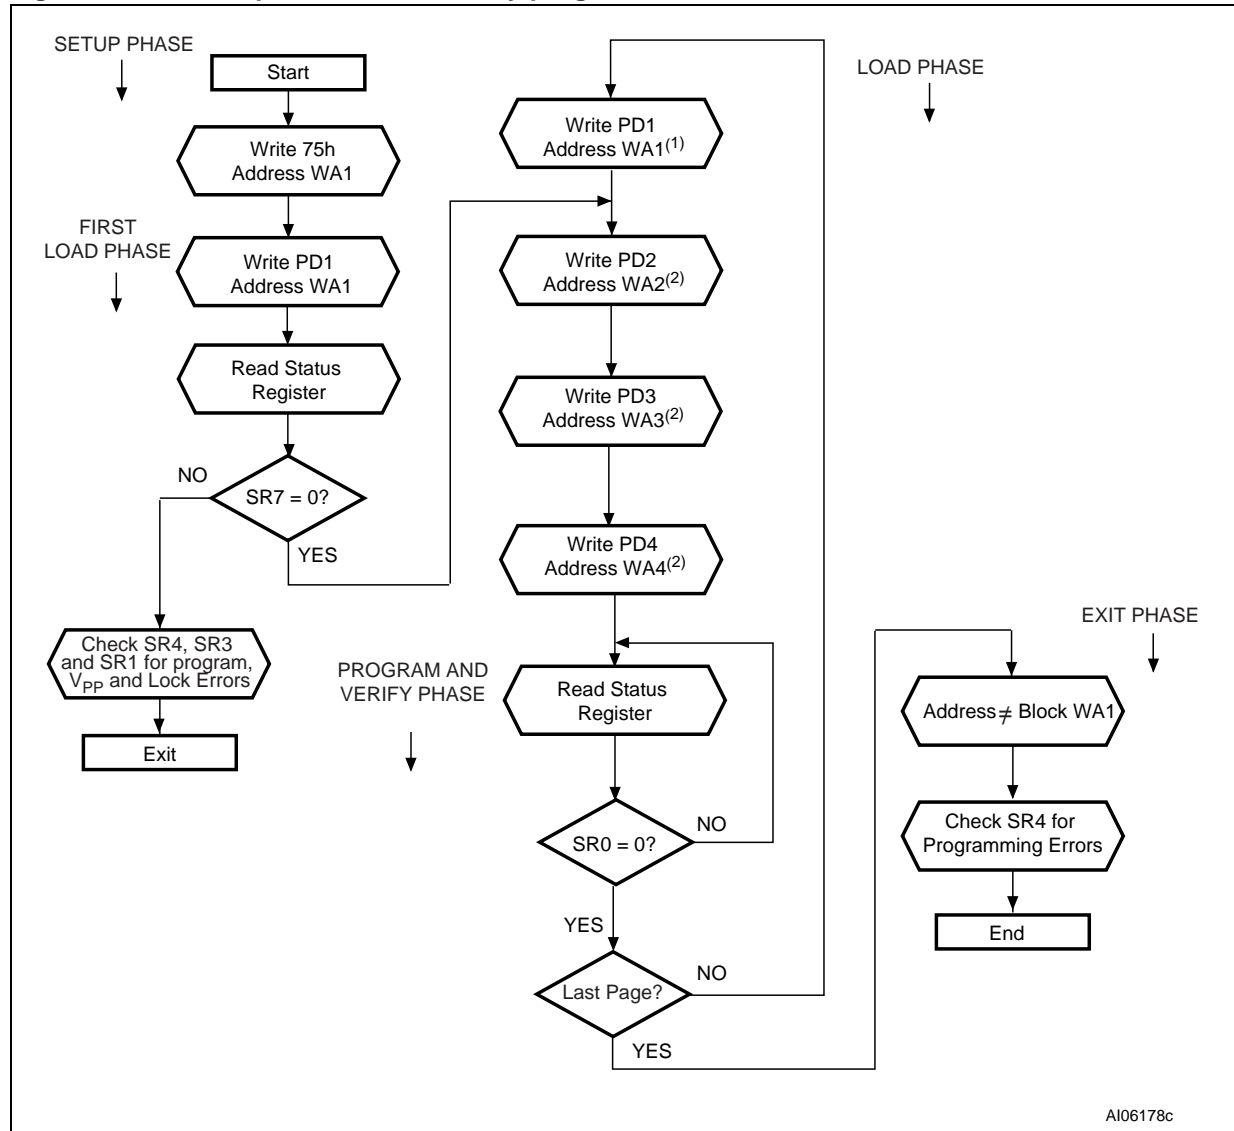 SETUP PHASE
Start
Write 75h
Address WA1
FIRST
LOAD PHASE
Write PD1
Address WA1
Read Status
Register
NO
SR7 = 0?
YES
Check SR4, SR3
and SR1 for program,
VPP and Lock Errors
Exit
LOAD PHASE
Write PD1
Address WA1(1)
Write PD2
Address WA2(2)
Write PD3
Address WA3(2)
Write PD4
Address WA4(2)
PROGRAM AND
VERIFY PHASE
Read Status
Register
NO
SR0 = 0?
YES
NO
Last Page?
YES
EXIT PHASE
Address ≠ Block WA1
Check SR4 for
Programming Errors
End
AI06178c